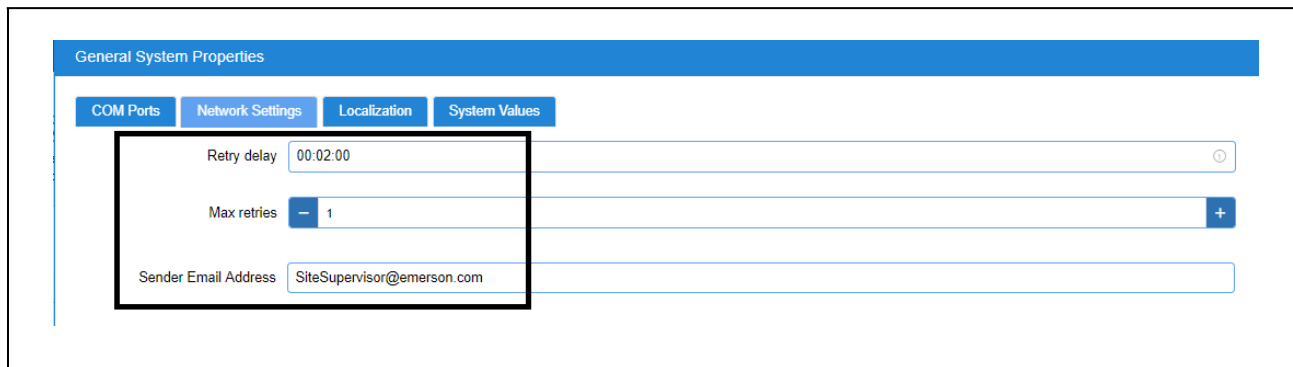 General System Properties
COM Ports Network Settings Localization System Values
Retry delay 00:02:00
Max retries − 1 +
Sender Email Address SiteSupervisor@emerson.com